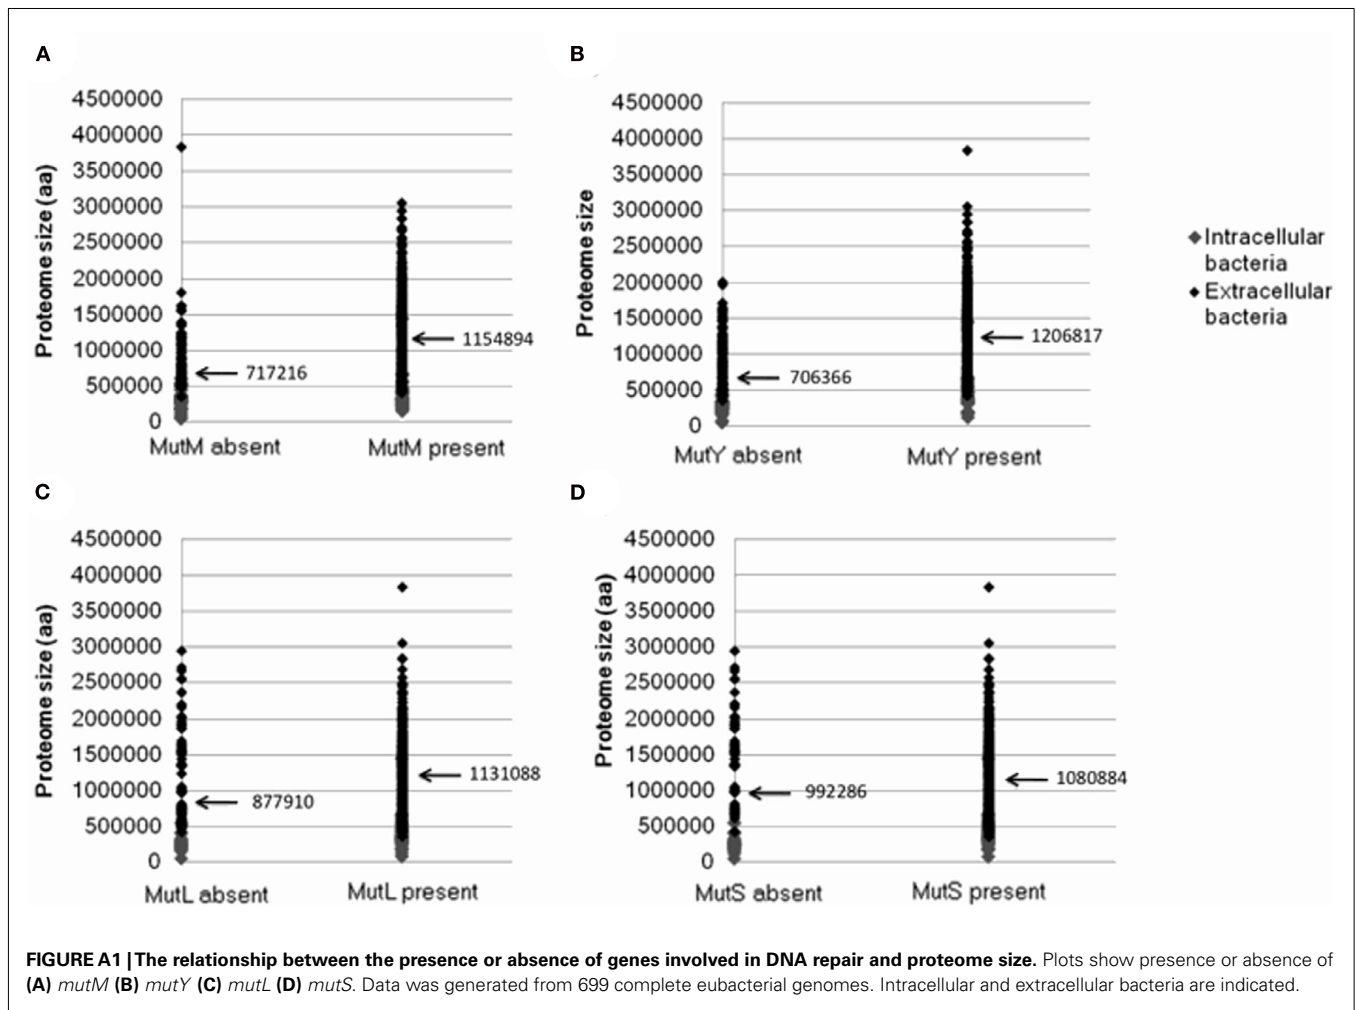 A
4500000
4000000
3500000
3000000
2500000
2000000
1500000
1000000
500000
0
Proteome size (aa)
717216
1154894
MutM absent
MutM present
B
4500000
4000000
3500000
3000000
2500000
2000000
1500000
1000000
500000
0
Proteome size
706366
1206817
MutY absent
MutY present
Intracellular
bacteria
Extracellular
bacteria
C
4500000
4000000
3500000
3000000
2500000
2000000
1500000
1000000
500000
0
Proteome size (aa)
877910
1131088
MutL absent
MutL present
D
4500000
4000000
3500000
3000000
2500000
2000000
1500000
1000000
500000
0
Proteome size (aa)
992286
1080884
MutS absent
MutS present
FIGURE A1 | The relationship between the presence or absence of genes involved in DNA repair and proteome size. Plots show presence or absence of
(A) mutM (B) mutY (C) mutL (D) mutS. Data was generated from 699 complete eubacterial genomes. Intracellular and extracellular bacteria are indicated.